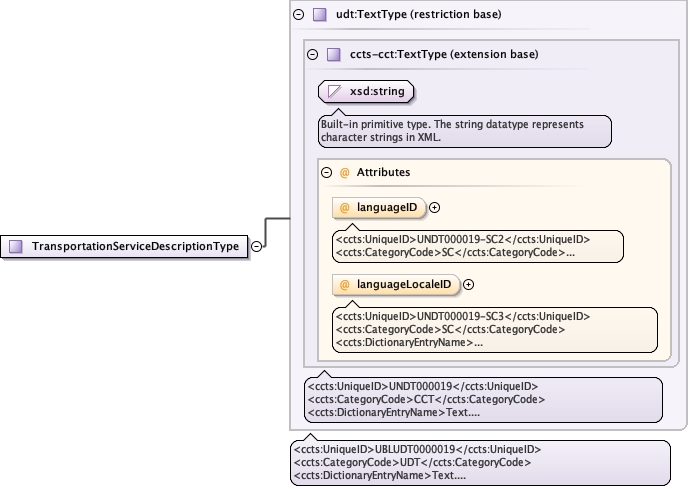 udt:TextType (restriction base)
ccts-cct:TextType (extension base)
xsd:string
Built-in primitive type. The string datatype represents
character strings in XML.
@ Attributes
@ languageID
<ccts:UniqueID>UNDT000019-SC2</ccts:UniqueID>
<ccts:CategoryCode>SC</ccts:CategoryCode>...
TransportationServiceDescriptionType
@ languageLocaleID
<ccts:UniqueID>UNDT000019-SC3</ccts:UniqueID>
<ccts:CategoryCode>SC</ccts:CategoryCode>
<ccts:DictionaryEntryName>...
<ccts:UniqueID>UNDT000019</ccts:UniqueID>
<ccts:CategoryCode>CCT</ccts:CategoryCode>
<ccts:DictionaryEntryName>Text....
<ccts:UniqueID>UBLUDT0000019</ccts:UniqueID>
<ccts:CategoryCode>UDT</ccts:CategoryCode>
<ccts:DictionaryEntryName>Text....